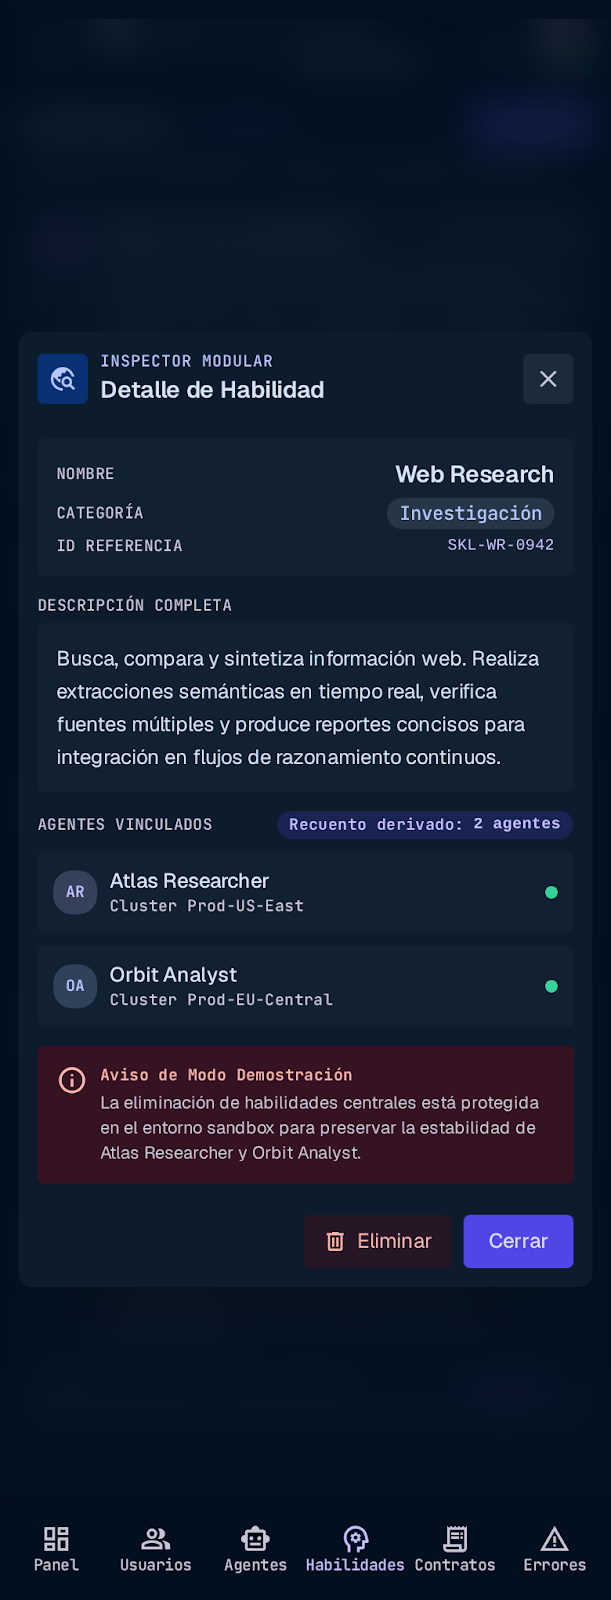 INSPECTOR MODULAR
Detalle de Habilidad
NOMBRE
Web Research
CATEGORÍA
Investigación
ID REFERENCIA
SKL-WR-0942
DESCRIPCIÓN COMPLETA
Busca, compara y sintetiza información web. Realiza
extracciones semánticas en tiempo real, verifica
fuentes múltiples y produce reportes concisos para
integración en flujos de razonamiento continuos.
AGENTES VINCULADOS
Recuento derivado: 2 agentes
AR
Atlas Researcher
Cluster Prod-US-East
OA
Orbit Analyst
Cluster Prod-EU-Central
Aviso de Modo Demostración
La eliminación de habilidades centrales está protegida
en el entorno sandbox para preservar la estabilidad de
Atlas Researcher y Orbit Analyst.
Eliminar
Cerrar
Panel
Usuarios
Agentes
Habilidades
Contratos
Errores